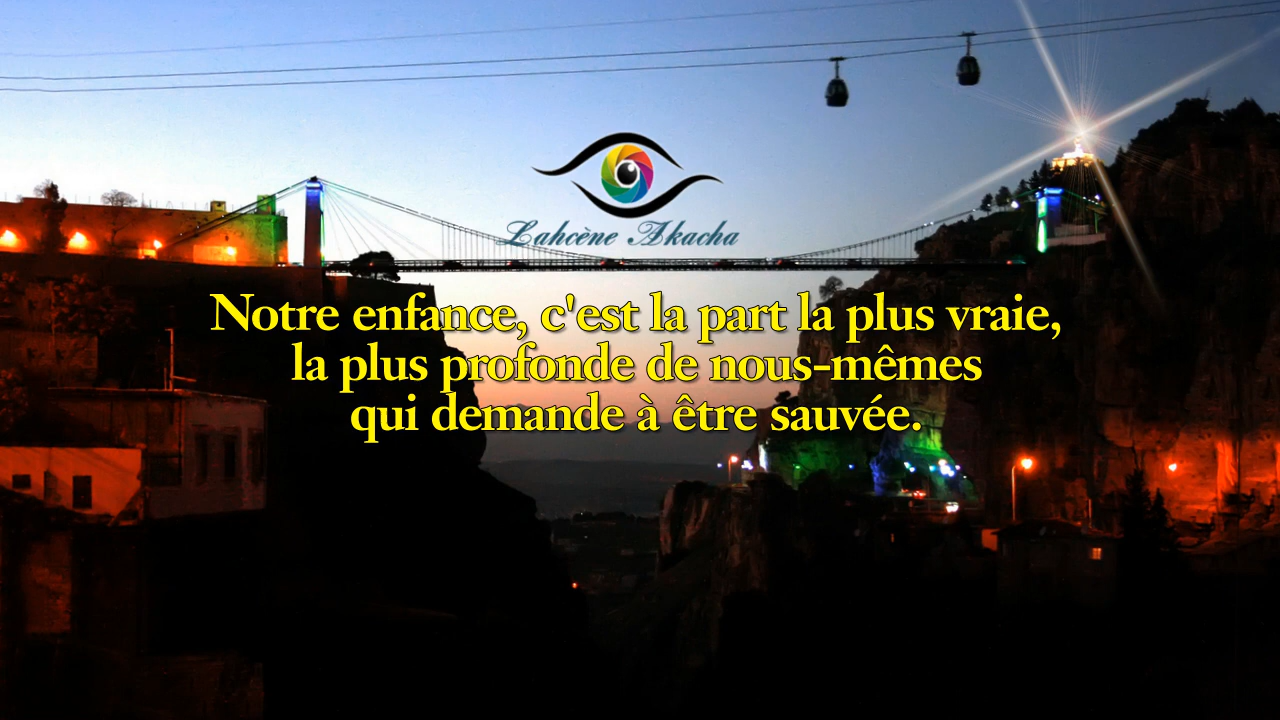 Lahcène Akacha
Notre enfance, c'est la part la plus vraie,
la plus profonde de nous-mêmes
qui demande à être sauvée.